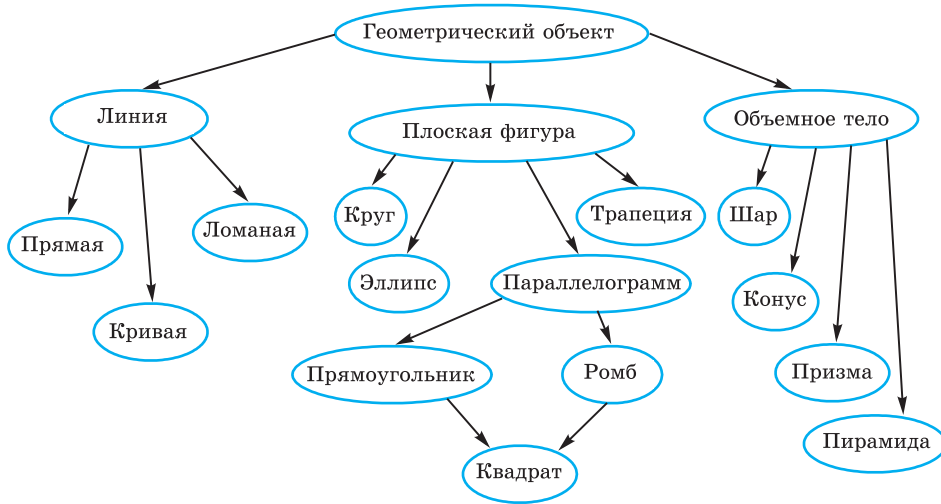 Геометрический объект
Линия
Плоская фигура
Объемное тело
Прямая
Кривая
Ломаная
Круг
Эллипс
Параллелограмм
Трапеция
Прямоугольник
Ромб
Квадрат
Шар
Конус
Призма
Пирамида